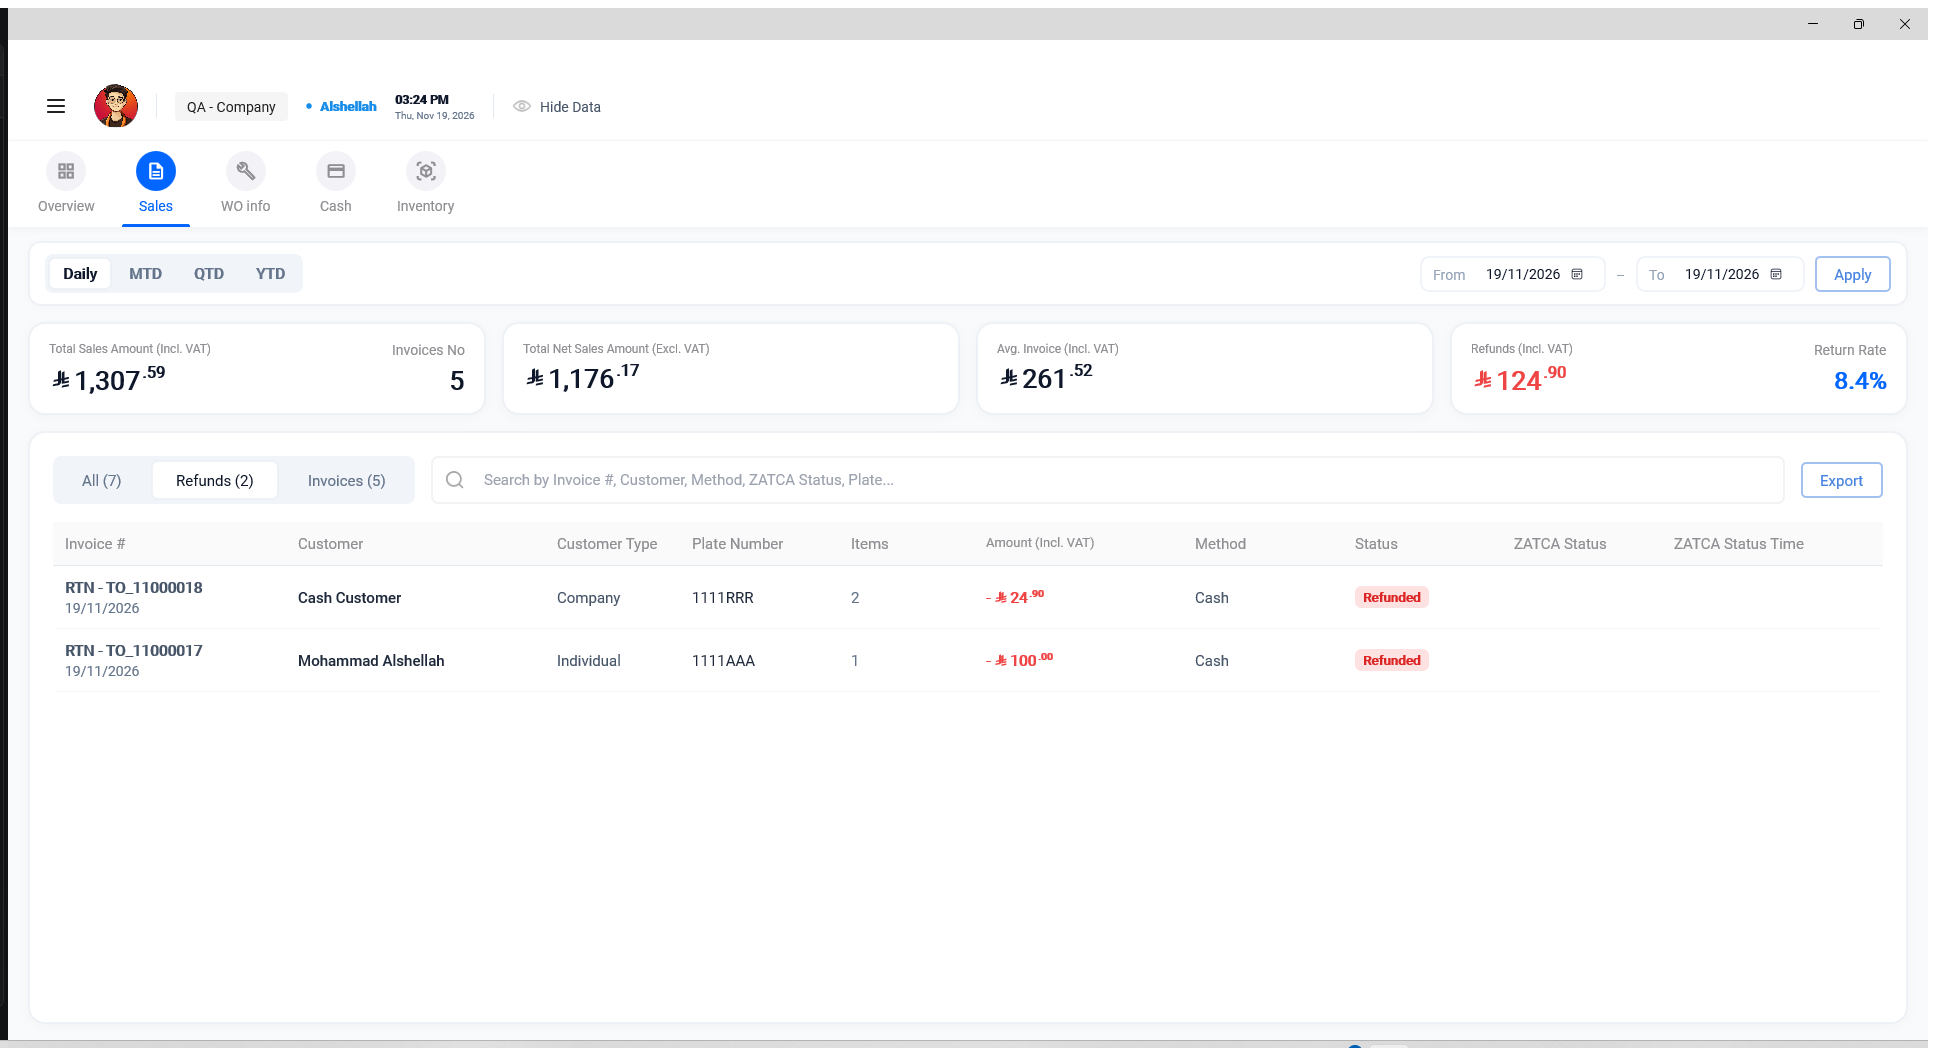 QA - Company
• Alshellah
03:24 PM
Thu, Nov 19, 2026
Hide Data
Overview
Sales
WO info
Cash
Inventory
Daily MTD QTD YTD
From 19/11/2026 – To 19/11/2026 Apply
Total Sales Amount (Incl. VAT) Invoices No
1,307.59 5
Total Net Sales Amount (Excl. VAT)
1,176.17
Avg. Invoice (Incl. VAT)
261.52
Refunds (Incl. VAT) Return Rate
124.90 8.4%
All (7) Refunds (2) Invoices (5) Search by Invoice #, Customer, Method, ZATCA Status, Plate... Export
Invoice # Customer Customer Type Plate Number Items Amount (Incl. VAT) Method Status ZATCA Status ZATCA Status Time
RTN - TO_11000018
19/11/2026
Cash Customer Company 1111RRR 2 - 24.90 Cash Refunded
RTN - TO_11000017
19/11/2026
Mohammad Alshellah Individual 1111AAA 1 - 100.00 Cash Refunded